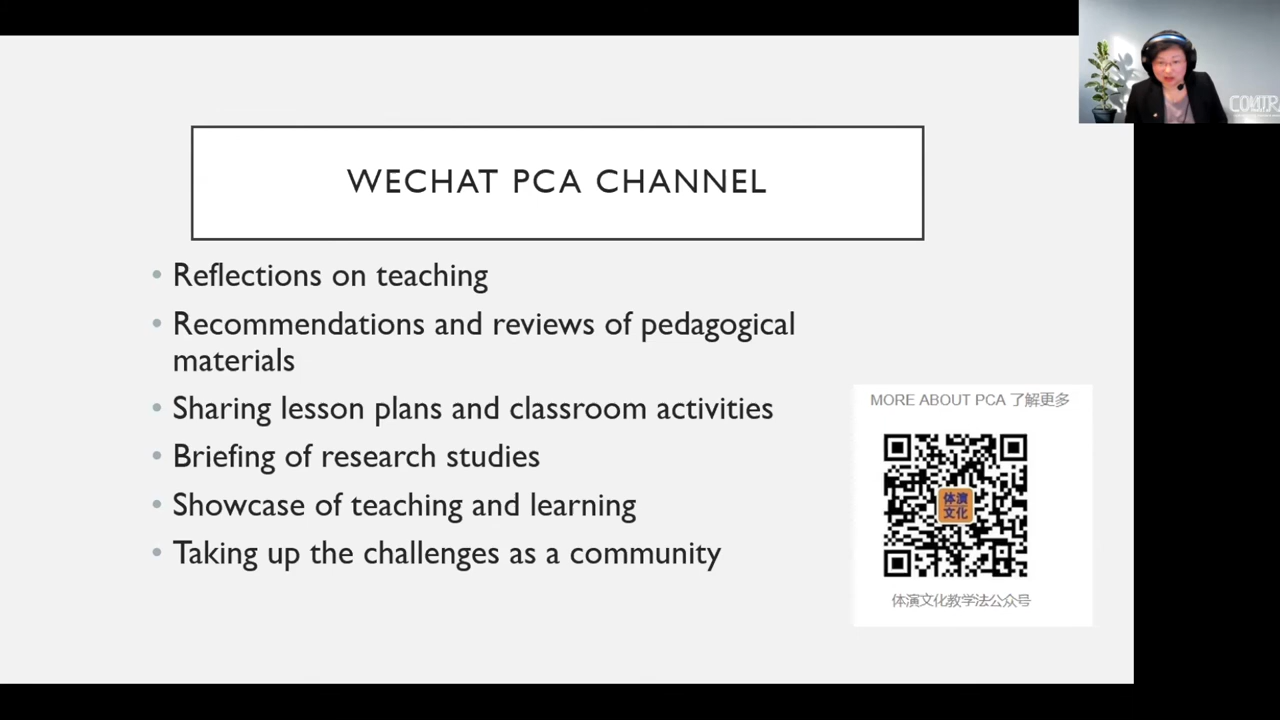 WECHAT PCA CHANNEL
• Reflections on teaching
• Recommendations and reviews of pedagogical
materials
• Sharing lesson plans and classroom activities
• Briefing of research studies
• Showcase of teaching and learning
• Taking up the challenges as a community
MORE ABOUT PCA 了解更多
体演
文化
体演文化教学法公众号